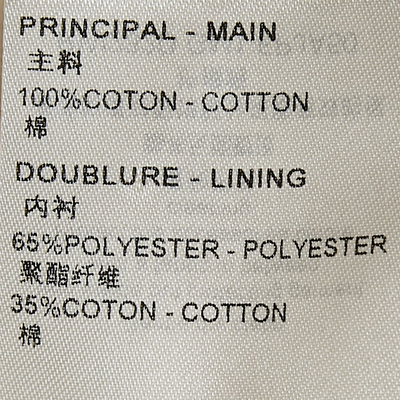 PRINCIPAL - MAIN
主料
100%COTON - COTTON
棉
DOUBLURE - LINING
内衬
65%POLYESTER - POLYESTER
聚酯纤维
35%COTON - COTTON
棉